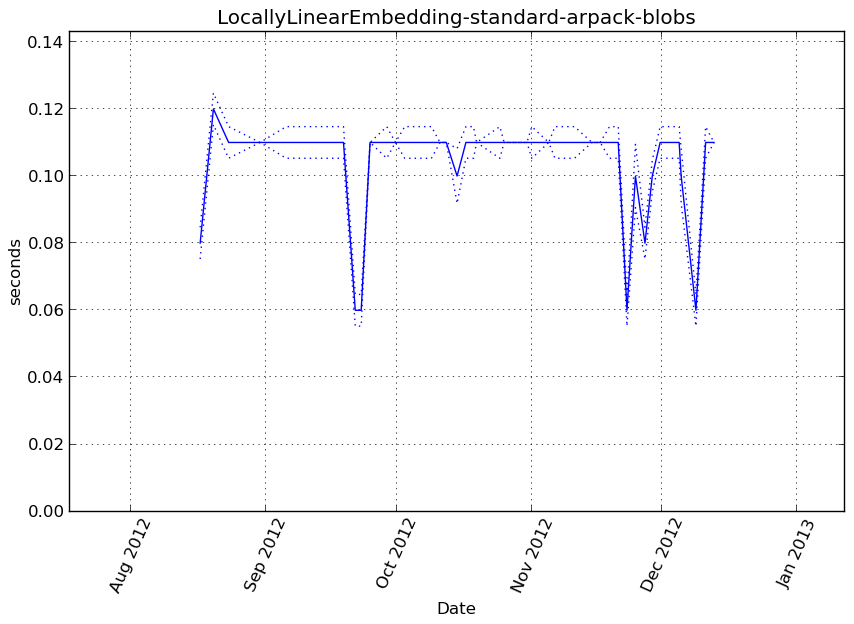 LocallyLinearEmbedding-standard-arpack-blobs
0.14
0.12
0.10
0.08
0.06
0.04
0.02
0.00
seconds
Aug 2012
Sep 2012
Oct 2012
Nov 2012
Dec 2012
Jan 2013
Date